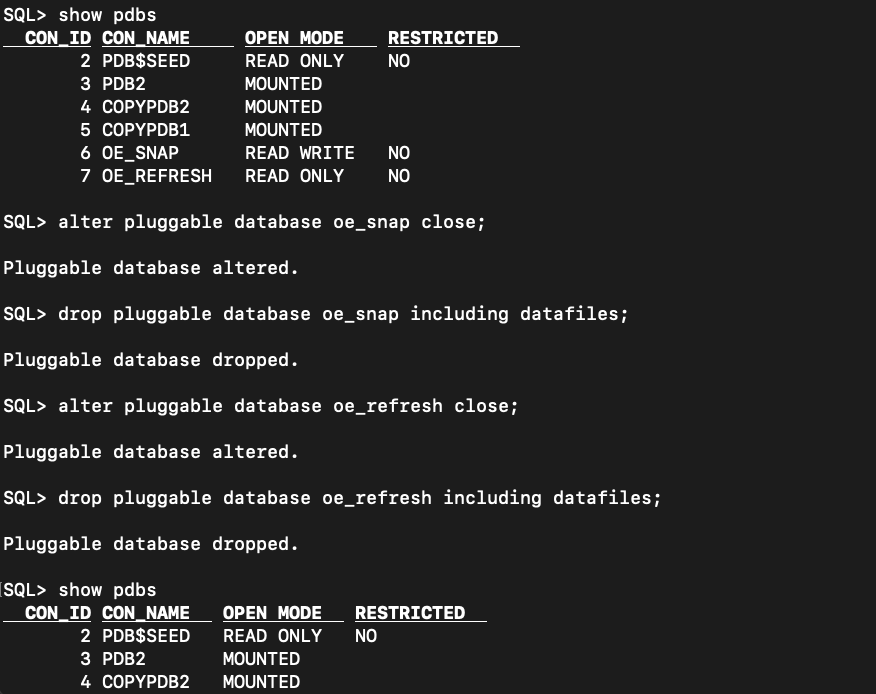 SQL> show pdbs
CON_ID CON_NAME OPEN MODE RESTRICTED
2 PDB$SEED READ ONLY NO
3 PDB2 MOUNTED
4 COPYPDB2 MOUNTED
5 COPYPDB1 MOUNTED
6 OE_SNAP READ WRITE NO
7 OE_REFRESH READ ONLY NO
SQL> alter pluggable database oe_snap close;
Pluggable database altered.
SQL> drop pluggable database oe_snap including datafiles;
Pluggable database dropped.
SQL> alter pluggable database oe_refresh close;
Pluggable database altered.
SQL> drop pluggable database oe_refresh including datafiles;
Pluggable database dropped.
SQL> show pdbs
CON_ID CON_NAME OPEN MODE RESTRICTED
2 PDB$SEED READ ONLY NO
3 PDB2 MOUNTED
4 COPYPDB2 MOUNTED